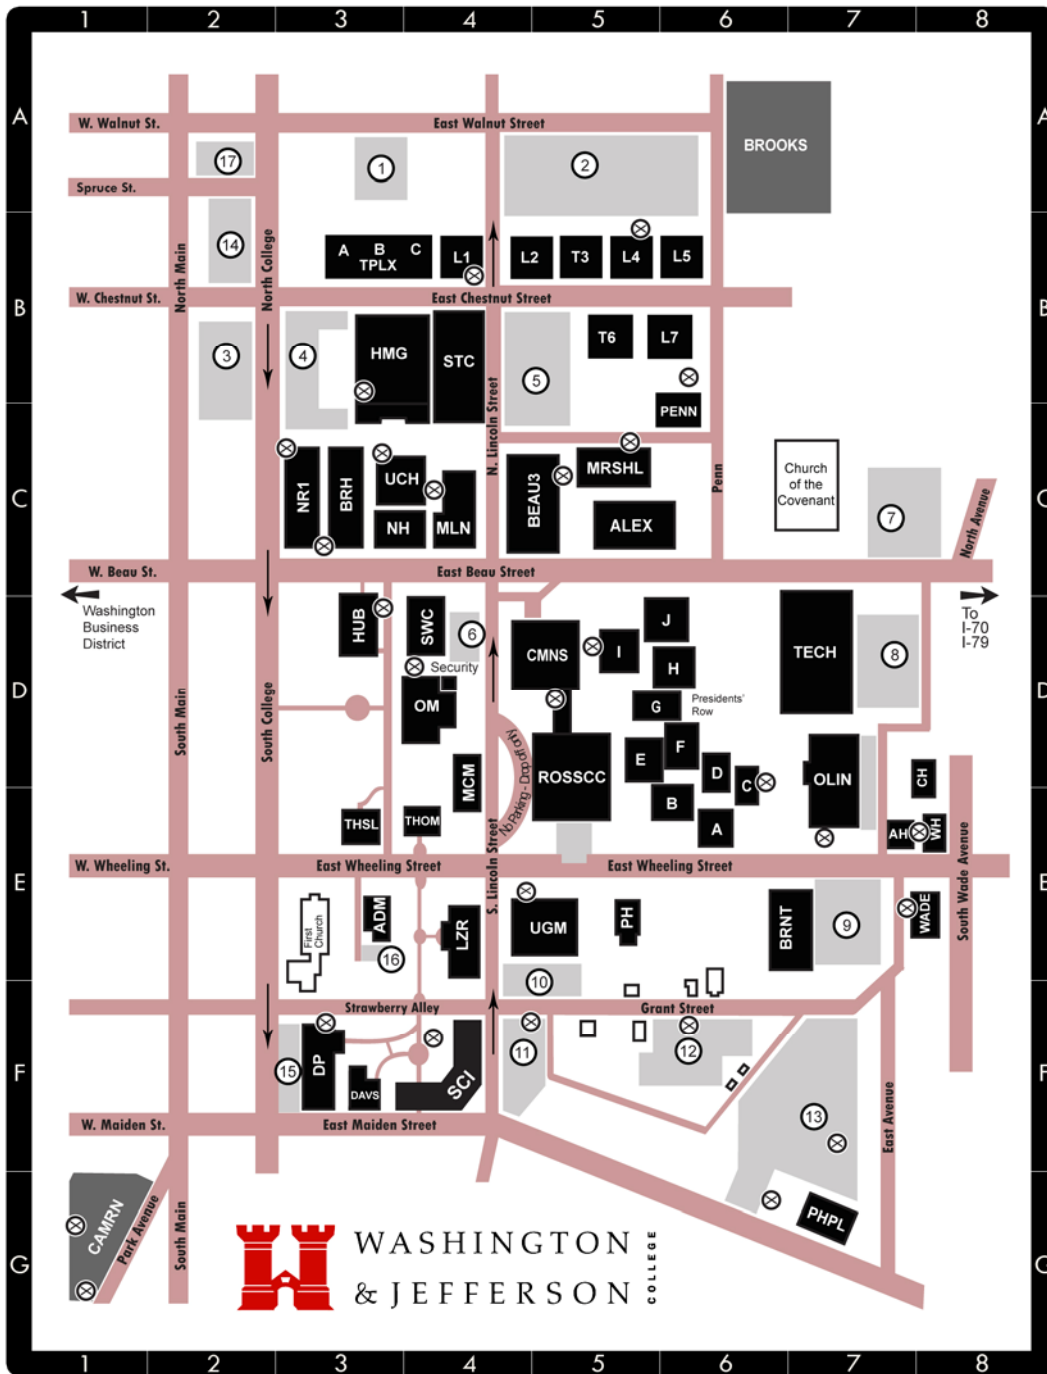 1 2 3 4 5 6 7 8
A A
W. Walnut St. East Walnut Street
BROOKS
17 1 2
Spruce St.
14
A B C
TPLX
L1 L2 T3 L4 L5
North Main
North College
W. Chestnut St. East Chestnut Street
B B
3 4 HMG STC 5 T6 L7
PENN
N. Lincoln Street
Penn
NR1 BRH UCH NH MLN BEAU3 MRSHL ALEX
Church
of the
Covenant
7
North Avenue
C C
W. Beau St. East Beau Street
Washington
Business
District
To
I-70
I-79
HUB SWC 6 CMNS I J H TECH 8
Security
OM
G
Presidents'
Row
D D
South Main
South College
MCM
No Parking - Drop off only
ROSSCC E F D C B A OLIN CH
THSL THOM
AH WH
S. Lincoln Street
W. Wheeling St. East Wheeling Street East Wheeling Street
E E
South Wade Avenue
First
Church
ADM 16 LZR UGM PH BRNT 9 WADE
10
Strawberry Alley Grant Street
15 DP DAVS SCI 11 12
F F
13
East Avenue
W. Maiden St. East Maiden Street
CAMRN
Park Avenue
South Main
PHPL
G G
WASHINGTON
& JEFFERSON
COLLEGE
1 2 3 4 5 6 7 8